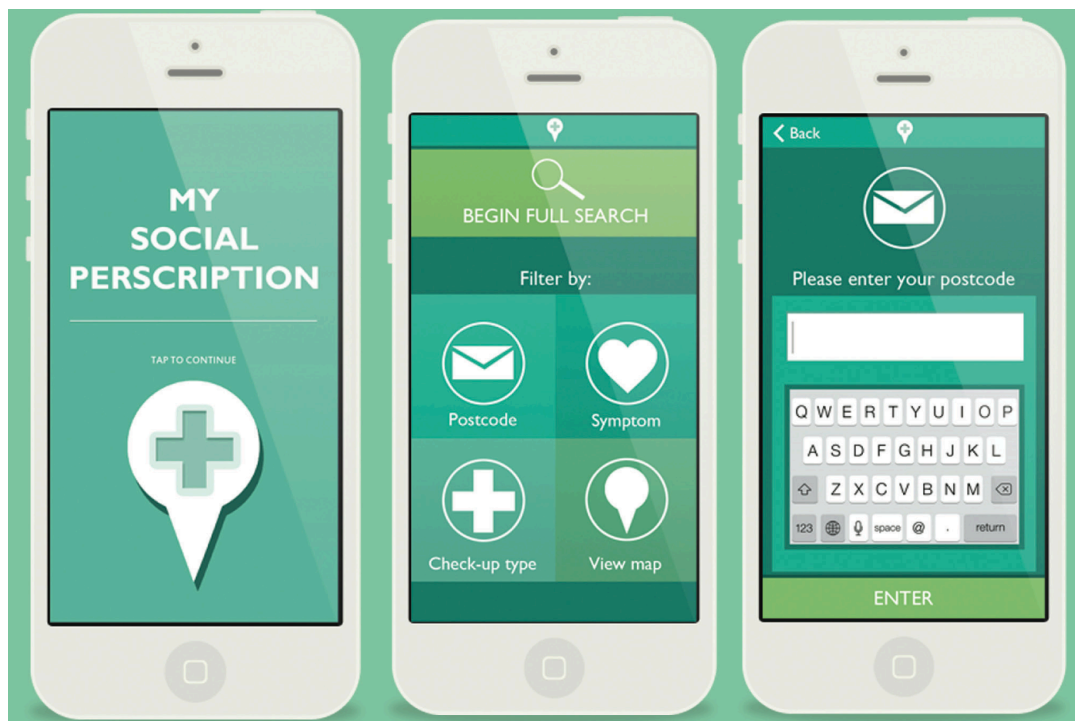 MY
SOCIAL
PERSCRIPTION
TAP TO CONTINUE
BEGIN FULL SEARCH
Filter by:
Postcode
Symptom
Check-up type
View map
Back
Please enter your postcode
Q W E R T Y U I O P
A S D F G H J K L
Z X C V B N M
123 space @ . return
ENTER